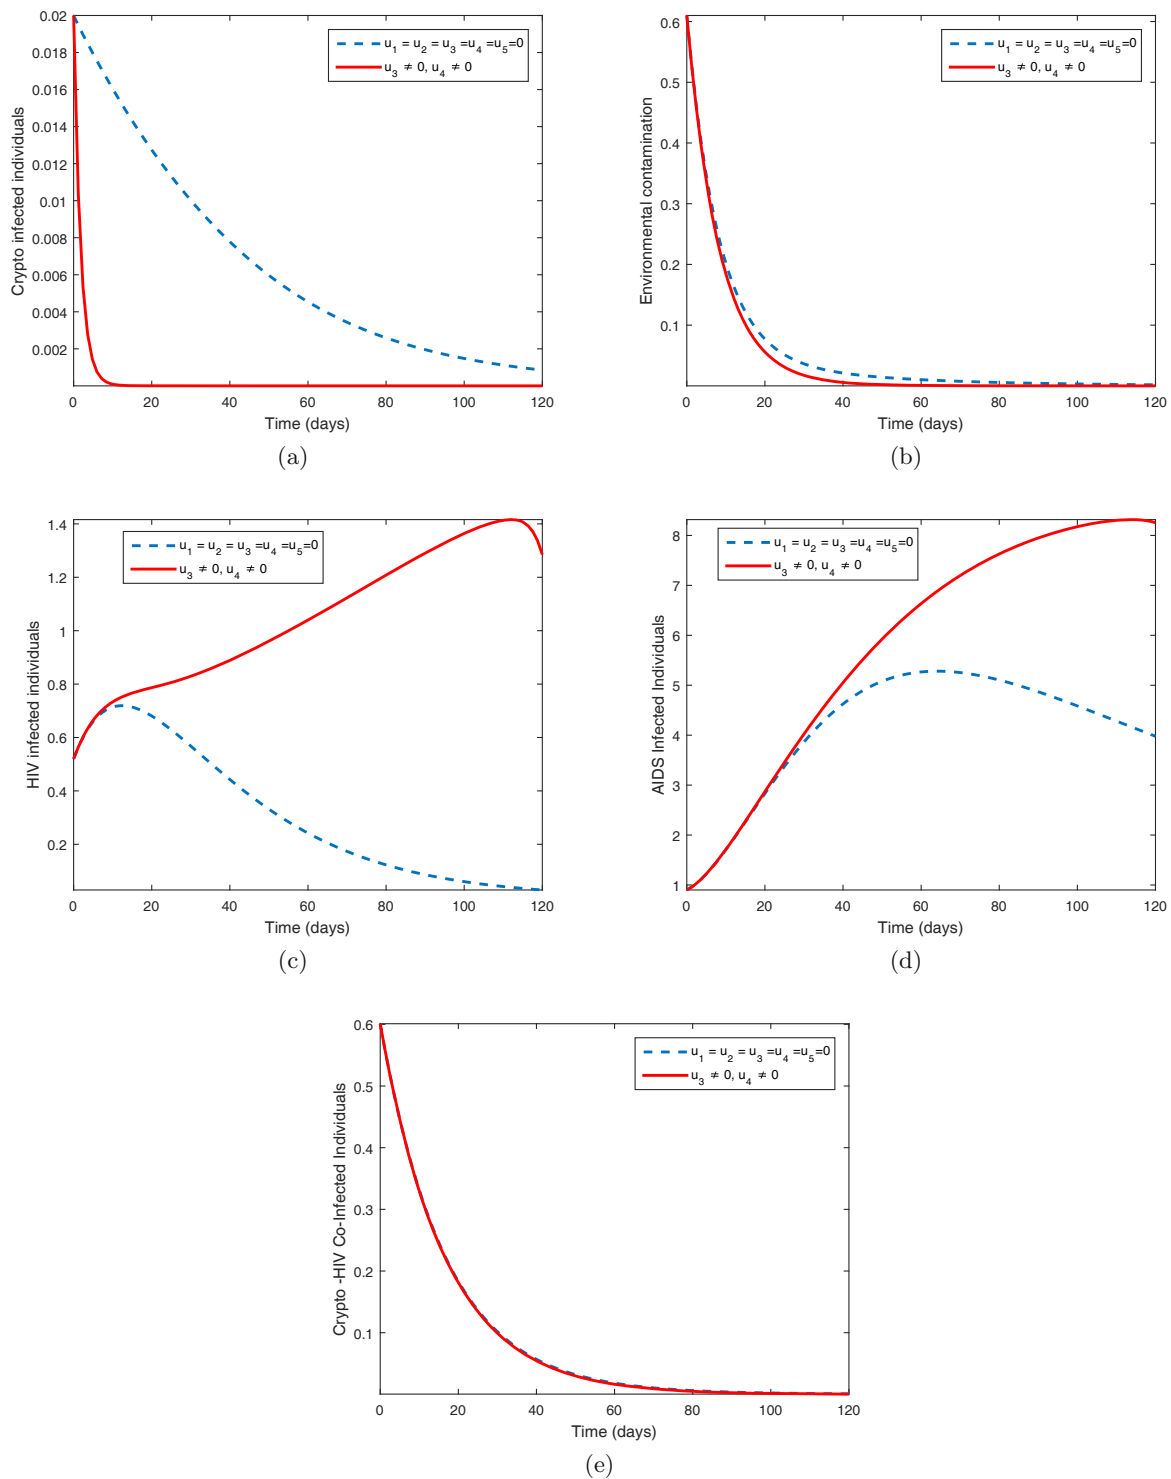 0.02
0.018
0.016
0.014
0.012
0.01
0.008
0.006
0.004
0.002
0 20 40 60 80 100 120
Crypto infected individuals
Time (days)
u1 = u2 = u3 =u4 =u5=0
u3 ≠ 0, u4 ≠ 0
(a)
0.6
0.5
0.4
0.3
0.2
0.1
0 20 40 60 80 100 120
Environmental contamination
Time (days)
u1 = u2 = u3 =u4 =u5=0
u3 ≠ 0, u4 ≠ 0
(b)
1.4
1.2
1
0.8
0.6
0.4
0.2
0 20 40 60 80 100 120
HIV infected individuals
Time (days)
u1 = u2 = u3 =u4 =u5=0
u3 ≠ 0, u4 ≠ 0
(c)
8
7
6
5
4
3
2
1
0 20 40 60 80 100 120
AIDS Infected Individuals
Time (days)
u1 = u2 = u3 =u4 =u5=0
u3 ≠ 0, u4 ≠ 0
(d)
0.6
0.5
0.4
0.3
0.2
0.1
0 20 40 60 80 100 120
Crypto -HIV Co-Infected Individuals
Time (days)
u1 = u2 = u3 =u4 =u5=0
u3 ≠ 0, u4 ≠ 0
(e)